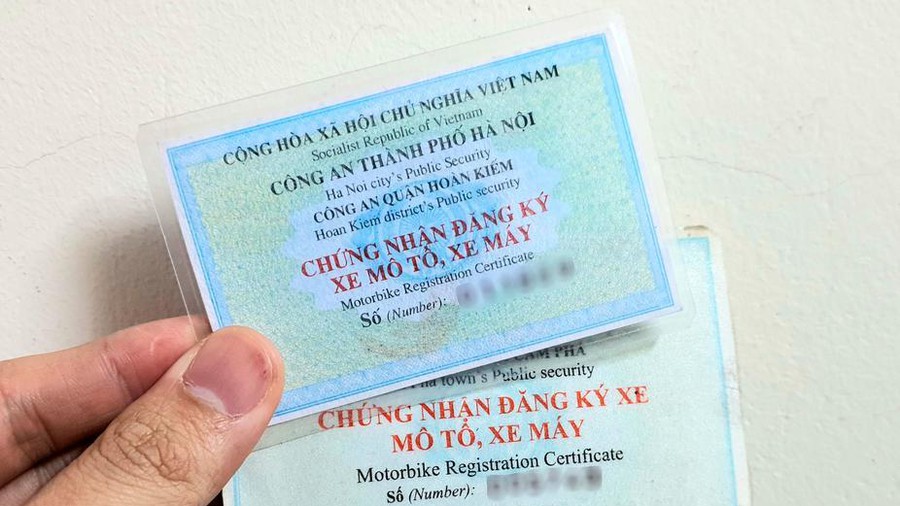 CỘNG HÒA XÃ HỘI CHỦ NGHĨA VIỆT NAM
Socialist Republic of Vietnam
CÔNG AN THÀNH PHỐ HÀ NỘI
Ha Noi city's Public Security
CÔNG AN QUẬN HOÀN KIẾM
Hoan Kiem district's Public security
CHỨNG NHẬN ĐĂNG KÝ
XE MÔ TÔ, XE MÁY
Motorbike Registration Certificate
Số (Number):
CẨM PHẢ
Pha town's Public security
CHỨNG NHẬN ĐĂNG KÝ XE
MÔ TÔ, XE MÁY
Motorbike Registration Certificate
Số (Number):